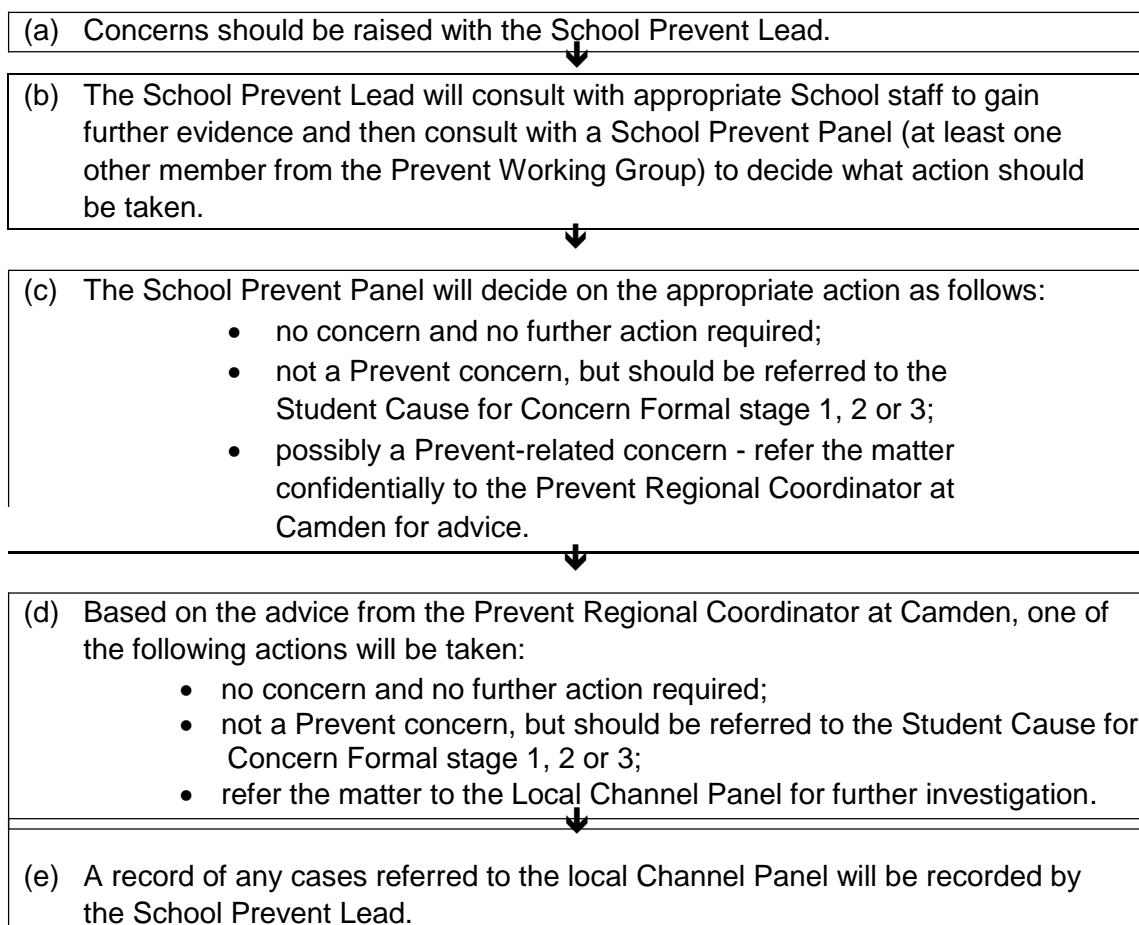 (a) Concerns should be raised with the School Prevent Lead.
(b) The School Prevent Lead will consult with appropriate School staff to gain
further evidence and then consult with a School Prevent Panel (at least one
other member from the Prevent Working Group) to decide what action should
be taken.
(c) The School Prevent Panel will decide on the appropriate action as follows:
• no concern and no further action required;
• not a Prevent concern, but should be referred to the
Student Cause for Concern Formal stage 1, 2 or 3;
• possibly a Prevent-related concern - refer the matter
confidentially to the Prevent Regional Coordinator at
Camden for advice.
(d) Based on the advice from the Prevent Regional Coordinator at Camden, one of
the following actions will be taken:
• no concern and no further action required;
• not a Prevent concern, but should be referred to the Student Cause for
Concern Formal stage 1, 2 or 3;
• refer the matter to the Local Channel Panel for further investigation.
(e) A record of any cases referred to the local Channel Panel will be recorded by
the School Prevent Lead.